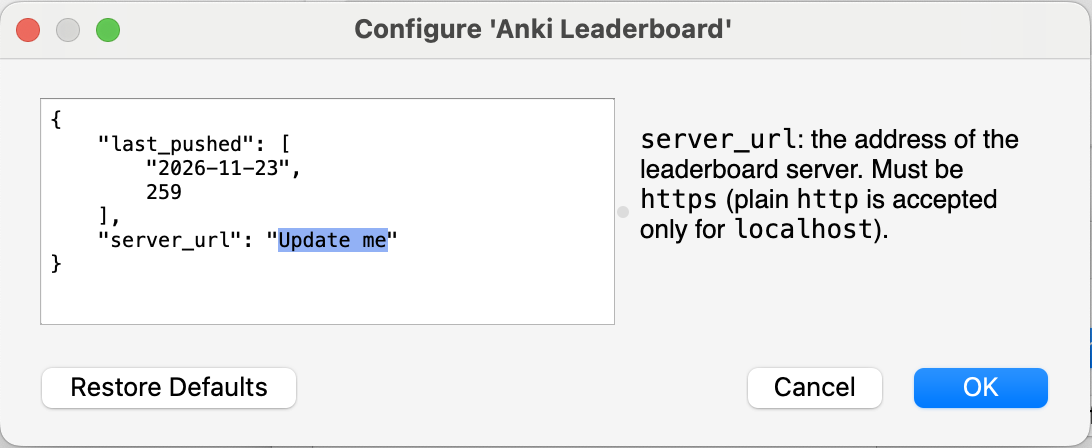 Configure 'Anki Leaderboard'
{
    "last_pushed": [
        "2026-11-23",
        259
    ],
    "server_url": "Update me"
}
server_url: the address of the
leaderboard server. Must be
https (plain http is accepted
only for localhost).
Restore Defaults
Cancel
OK